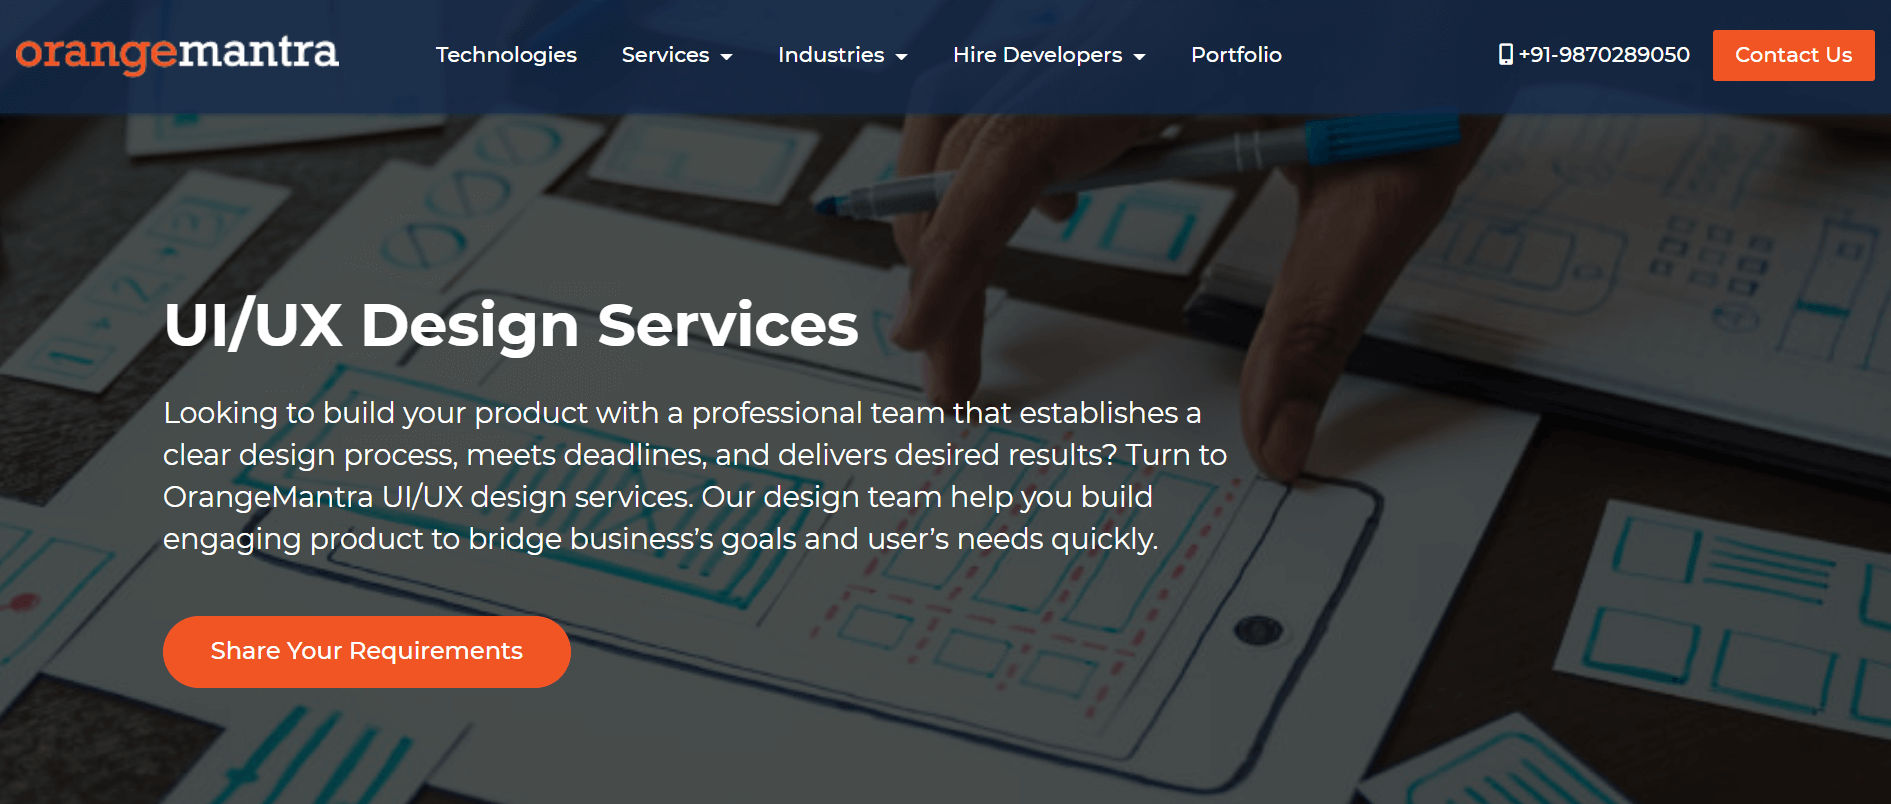 orangemantra
Technologies
Services
Industries
Hire Developers
Portfolio
+91-9870289050
Contact Us
1 → 2 → 3
UI/UX Design Services
Looking to build your product with a professional team that establishes a
clear design process, meets deadlines, and delivers desired results? Turn to
OrangeMantra UI/UX design services. Our design team help you build
engaging product to bridge business’s goals and user’s needs quickly.
Share Your Requirements